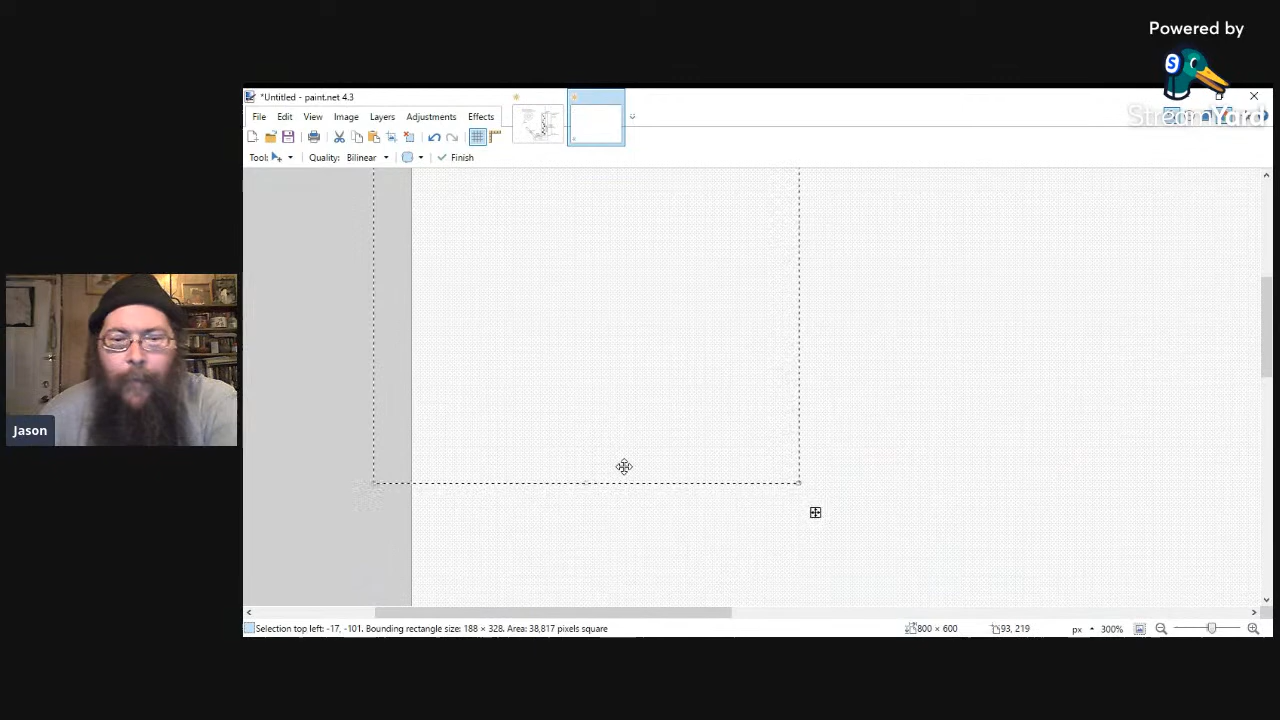 Powered by
S
StreamYard
*Untitled - paint.net 4.3
File Edit View Image Layers Adjustments Effects
Tool: Quality: Bilinear Finish
Jason
Selection top left: -17, -101. Bounding rectangle size: 188 × 328. Area: 38,817 pixels square
800 × 600
93, 219
px
300%